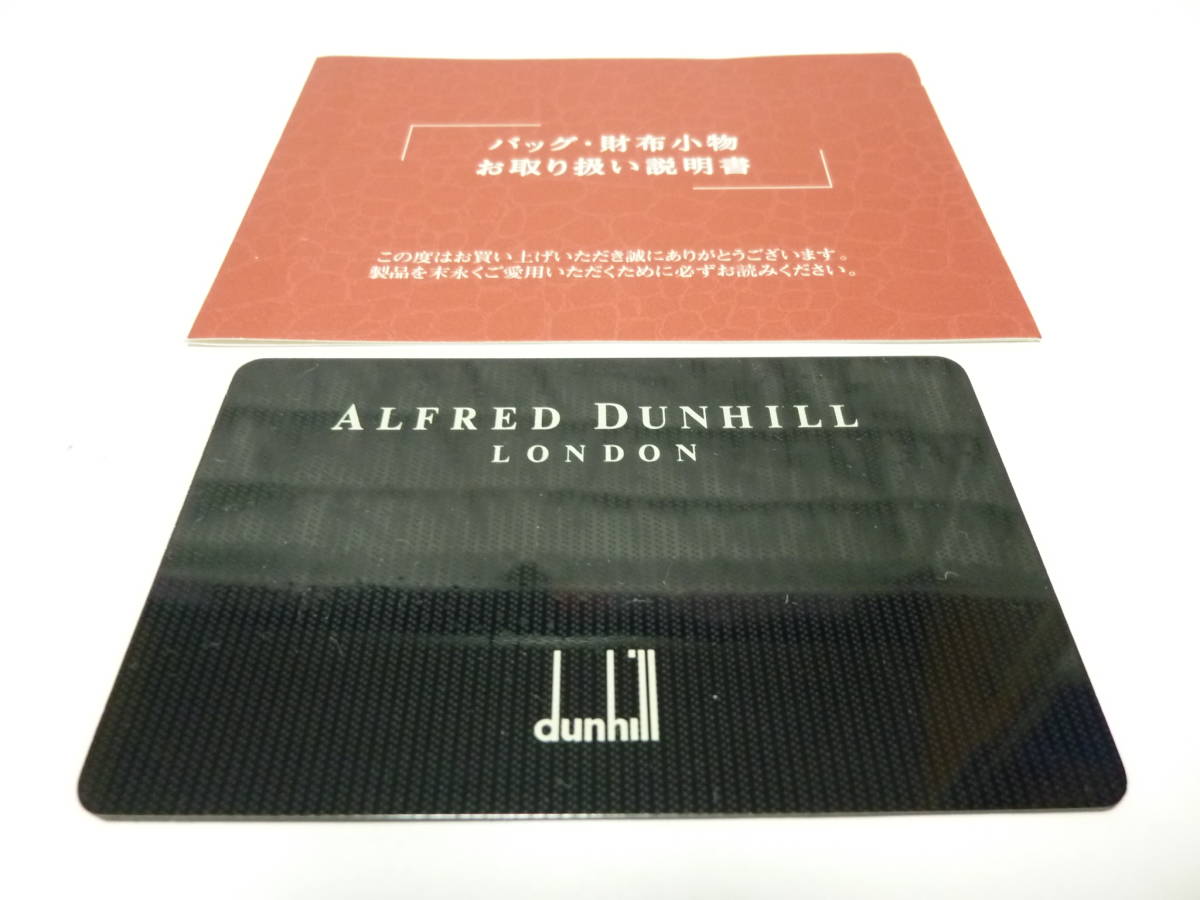 バッグ・財布小物
お取り扱い説明書
この度はお買い上げいただき誠にありがとうございます。
製品を末永くご愛用いただくために必ずお読みください。
ALFRED DUNHILL
LONDON
dunhill